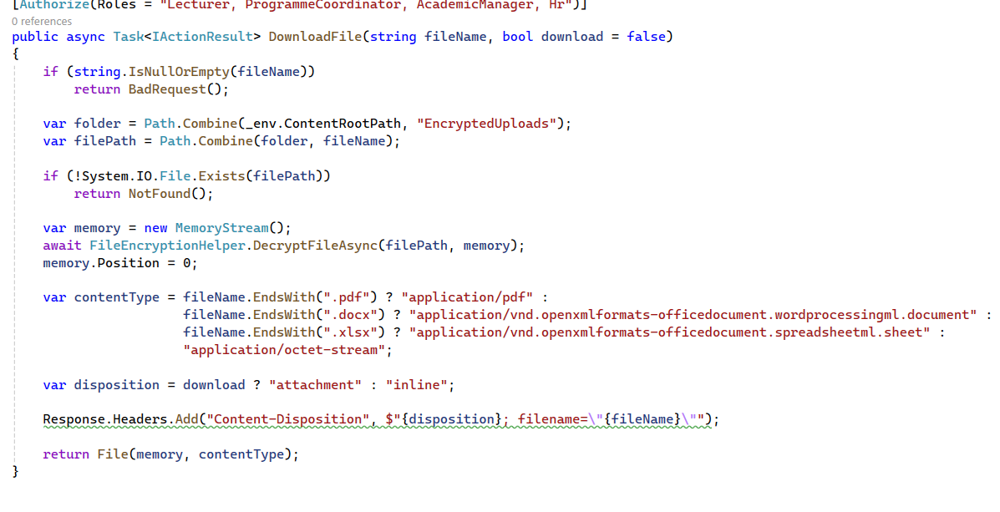 [Authorize(Roles = "Lecturer, ProgrammeCoordinator, AcademicManager, Hr")]
0 references
public async Task<IActionResult> DownloadFile(string fileName, bool download = false)
{
    if (string.IsNullOrEmpty(fileName))
        return BadRequest();

    var folder = Path.Combine(_env.ContentRootPath, "EncryptedUploads");
    var filePath = Path.Combine(folder, fileName);

    if (!System.IO.File.Exists(filePath))
        return NotFound();

    var memory = new MemoryStream();
    await FileEncryptionHelper.DecryptFileAsync(filePath, memory);
    memory.Position = 0;

    var contentType = fileName.EndsWith(".pdf") ? "application/pdf" :
                      fileName.EndsWith(".docx") ? "application/vnd.openxmlformats-officedocument.wordprocessingml.document" :
                      fileName.EndsWith(".xlsx") ? "application/vnd.openxmlformats-officedocument.spreadsheetml.sheet" :
                      "application/octet-stream";

    var disposition = download ? "attachment" : "inline";

    Response.Headers.Add("Content-Disposition", $"{disposition}; filename=\"{fileName}\"");

    return File(memory, contentType);
}